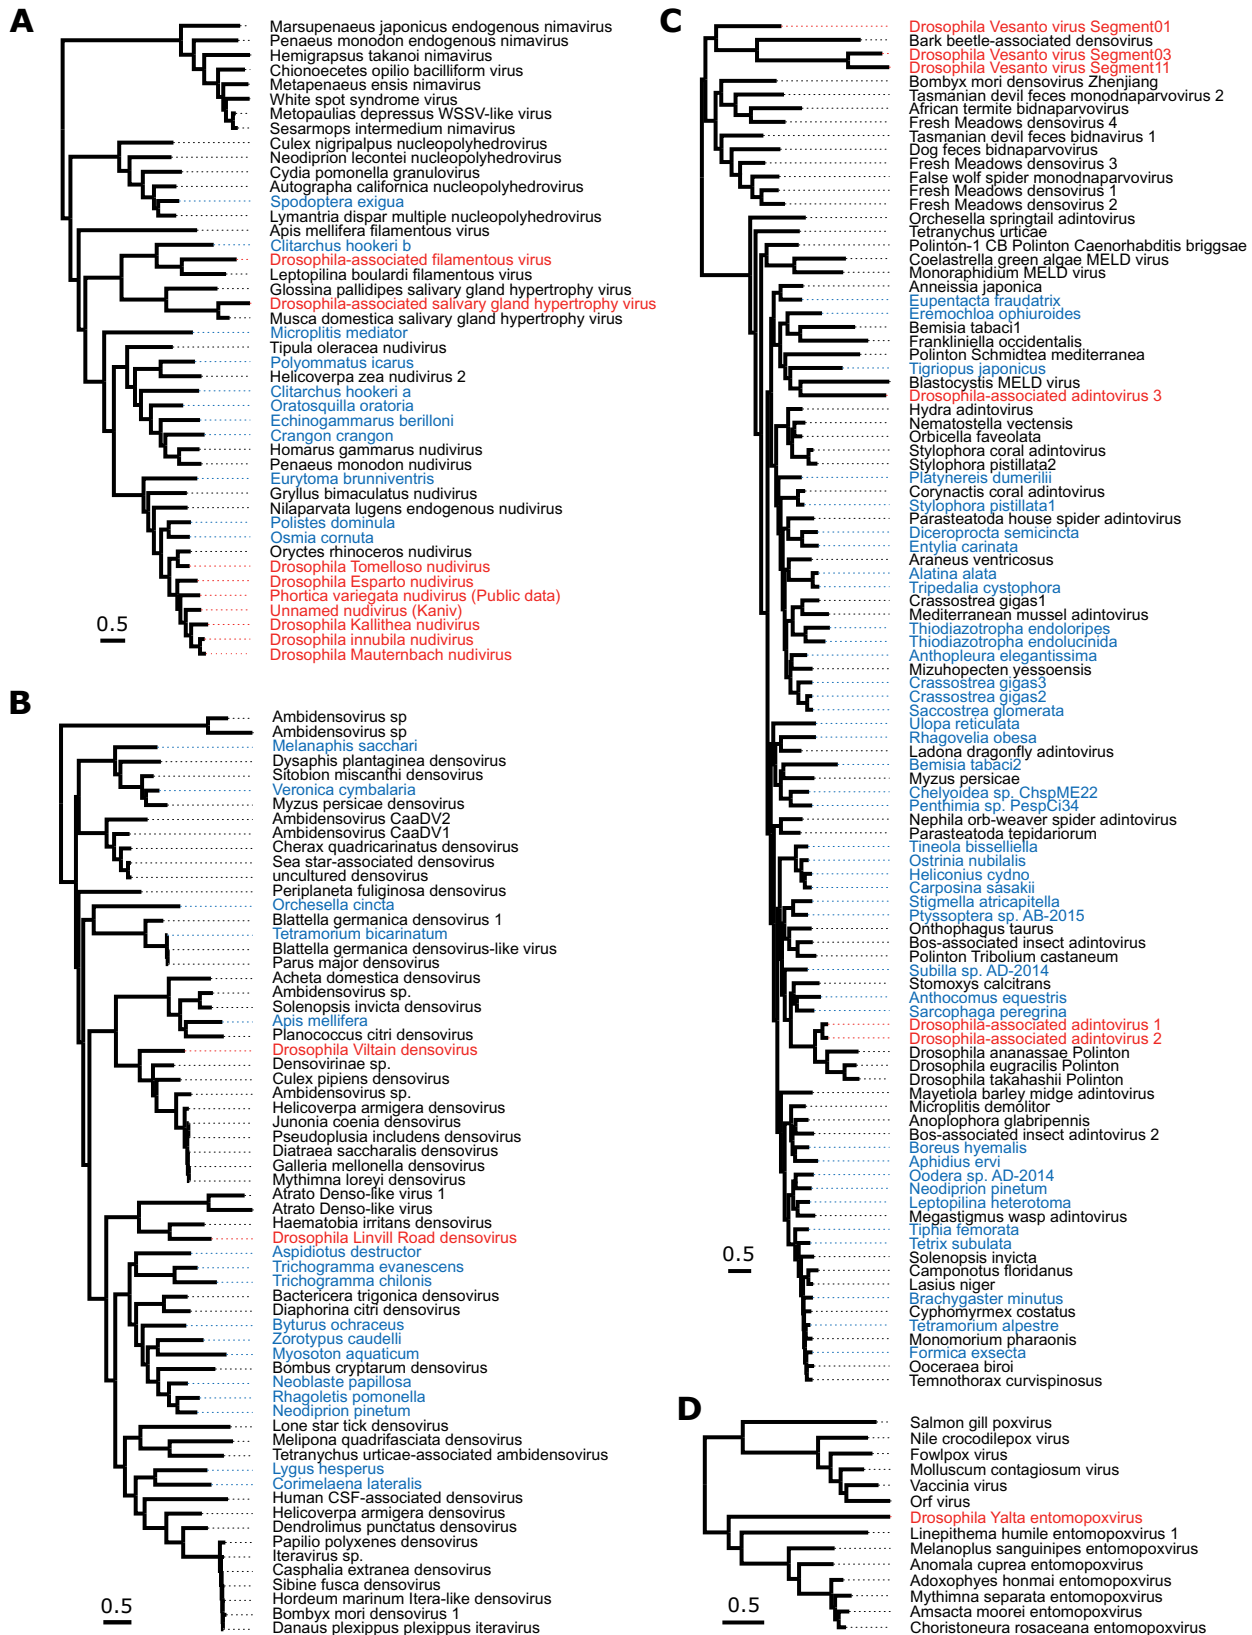 A
Marsupenaeus japonicus endogenous nimavirus
Penaeus monodon endogenous nimavirus
Hemigrapsus takanoi nimavirus
Chionoecetes opilio bacilliform virus
Metapenaeus ensis nimavirus
White spot syndrome virus
Metopaulias depressus WSSV-like virus
Sesarmops intermedium nimavirus
Culex nigripalpus nucleopolyhedrovirus
Neodiprion lecontei nucleopolyhedrovirus
Cydia pomonella granulovirus
Autographa californica nucleopolyhedrovirus
Spodoptera exigua
Lymantria dispar multiple nucleopolyhedrovirus
Apis mellifera filamentous virus
Clitarchus hookeri b
Drosophila-associated filamentous virus
Leptopilina boulardi filamentous virus
Glossina pallidipes salivary gland hypertrophy virus
Drosophila-associated salivary gland hypertrophy virus
Musca domestica salivary gland hypertrophy virus
Microplitis mediator
Tipula oleracea nudivirus
Polyommatus icarus
Helicoverpa zea nudivirus 2
Clitarchus hookeri a
Oratosquilla oratoria
Echinogammarus berilloni
Crangon crangon
Homarus gammarus nudivirus
Penaeus monodon nudivirus
Eurytoma brunniventris
Gryllus bimaculatus nudivirus
Nilaparvata lugens endogenous nudivirus
Polistes dominula
Osmia cornuta
Oryctes rhinoceros nudivirus
Drosophila Tomelloso nudivirus
Drosophila Esparto nudivirus
Phortica variegata nudivirus (Public data)
Unnamed nudivirus (Kaniv)
Drosophila Kallithea nudivirus
Drosophila innubila nudivirus
Drosophila Mauternbach nudivirus
0.5
B
Ambidensovirus sp
Ambidensovirus sp
Melanaphis sacchari
Dysaphis plantaginea densovirus
Sitobion miscanthi densovirus
Veronica cymbalaria
Myzus persicae densovirus
Ambidensovirus CaaDV2
Ambidensovirus CaaDV1
Cherax quadricarinatus densovirus
Sea star-associated densovirus
uncultured densovirus
Periplaneta fuliginosa densovirus
Orchesella cincta
Blattella germanica densovirus 1
Tetramorium bicarinatum
Blattella germanica densovirus-like virus
Parus major densovirus
Acheta domestica densovirus
Ambidensovirus sp.
Solenopsis invicta densovirus
Apis mellifera
Planococcus citri densovirus
Drosophila Viltain densovirus
Densovirinae sp.
Culex pipiens densovirus
Ambidensovirus sp.
Helicoverpa armigera densovirus
Junonia coenia densovirus
Pseudoplusia includens densovirus
Diatraea saccharalis densovirus
Galleria mellonella densovirus
Mythimna loreyi densovirus
Atrato Denso-like virus 1
Atrato Denso-like virus
Haematobia irritans densovirus
Drosophila Linvill Road densovirus
Aspidiotus destructor
Trichogramma evanescens
Trichogramma chilonis
Bactericera trigonica densovirus
Diaphorina citri densovirus
Byturus ochraceus
Zorotypus caudelli
Myosoton aquaticum
Bombus cryptarum densovirus
Neoblaste papillosa
Rhagoletis pomonella
Neodiprion pinetum
Lone star tick densovirus
Melipona quadrifasciata densovirus
Tetranychus urticae-associated ambidensovirus
Lygus hesperus
Corimelaena lateralis
Human CSF-associated densovirus
Helicoverpa armigera densovirus
Dendrolimus punctatus densovirus
Papilio polyxenes densovirus
Iteravirus sp.
Casphalia extranea densovirus
Sibine fusca densovirus
Hordeum marinum Itera-like densovirus
Bombyx mori densovirus 1
Danaus plexippus plexippus iteravirus
0.5
C
Drosophila Vesanto virus Segment01
Bark beetle-associated densovirus
Drosophila Vesanto virus Segment03
Drosophila Vesanto virus Segment11
Bombyx mori densovirus Zhenjiang
Tasmanian devil feces monodnaparvovirus 2
African termite bidnaparvovirus
Fresh Meadows densovirus 4
Tasmanian devil feces bidnavirus 1
Dog feces bidnaparvovirus
Fresh Meadows densovirus 3
False wolf spider monodnaparvovirus
Fresh Meadows densovirus 1
Fresh Meadows densovirus 2
Orchesella springtail adintovirus
Tetranychus urticae
Polinton-1 CB Polinton Caenorhabditis briggsae
Coelastrella green algae MELD virus
Monoraphidium MELD virus
Anneissia japonica
Eupentacta fraudatrix
Eremochloa ophiuroides
Bemisia tabaci1
Frankliniella occidentalis
Polinton Schmidtea mediterranea
Tigriopus japonicus
Blastocystis MELD virus
Drosophila-associated adintovirus 3
Hydra adintovirus
Nematostella vectensis
Orbicella faveolata
Stylophora coral adintovirus
Stylophora pistillata2
Platynereis dumerilii
Corynactis coral adintovirus
Stylophora pistillata1
Parasteatoda house spider adintovirus
Diceroprocta semicincta
Entylia carinata
Araneus ventricosus
Alatina alata
Tripedalia cystophora
Crassostrea gigas1
Mediterranean mussel adintovirus
Thiodiazotropha endoloripes
Thiodiazotropha endolucinida
Anthopleura elegantissima
Mizuhopecten yessoensis
Crassostrea gigas3
Crassostrea gigas2
Saccostrea glomerata
Ulopa reticulata
Rhagovelia obesa
Ladona dragonfly adintovirus
Bemisia tabaci2
Myzus persicae
Chelyoidea sp. ChspME22
Penthimia sp. PespCi34
Nephila orb-weaver spider adintovirus
Parasteatoda tepidariorum
Tineola bisselliella
Ostrinia nubilalis
Heliconius cydno
Carposina sasakii
Stigmella atricapitella
Ptyssoptera sp. AB-2015
Onthophagus taurus
Bos-associated insect adintovirus
Polinton Tribolium castaneum
Subilla sp. AD-2014
Stomoxys calcitrans
Anthocomus equestris
Sarcophaga peregrina
Drosophila-associated adintovirus 1
Drosophila-associated adintovirus 2
Drosophila ananassae Polinton
Drosophila eugracilis Polinton
Drosophila takahashii Polinton
Mayetiola barley midge adintovirus
Microplitis demolitor
Anoplophora glabripennis
Bos-associated insect adintovirus 2
Boreus hyemalis
Aphidius ervi
Oodera sp. AD-2014
Neodiprion pinetum
Leptopilina heterotoma
Megastigmus wasp adintovirus
Tiphia femorata
Tetrix subulata
Solenopsis invicta
Camponotus floridanus
Lasius niger
Brachygaster minutus
Cyphomyrmex costatus
Tetramorium alpestre
Monomorium pharaonis
Formica exsecta
Ooceraea biroi
Temnothorax curvispinosus
0.5
D
Salmon gill poxvirus
Nile crocodilepox virus
Fowlpox virus
Molluscum contagiosum virus
Vaccinia virus
Orf virus
Drosophila Yalta entomopoxvirus
Linepithema humile entomopoxvirus 1
Melanoplus sanguinipes entomopoxvirus
Anomala cuprea entomopoxvirus
Adoxophyes honmai entomopoxvirus
Mythimna separata entomopoxvirus
Amsacta moorei entomopoxvirus
Choristoneura rosaceana entomopoxvirus
0.5